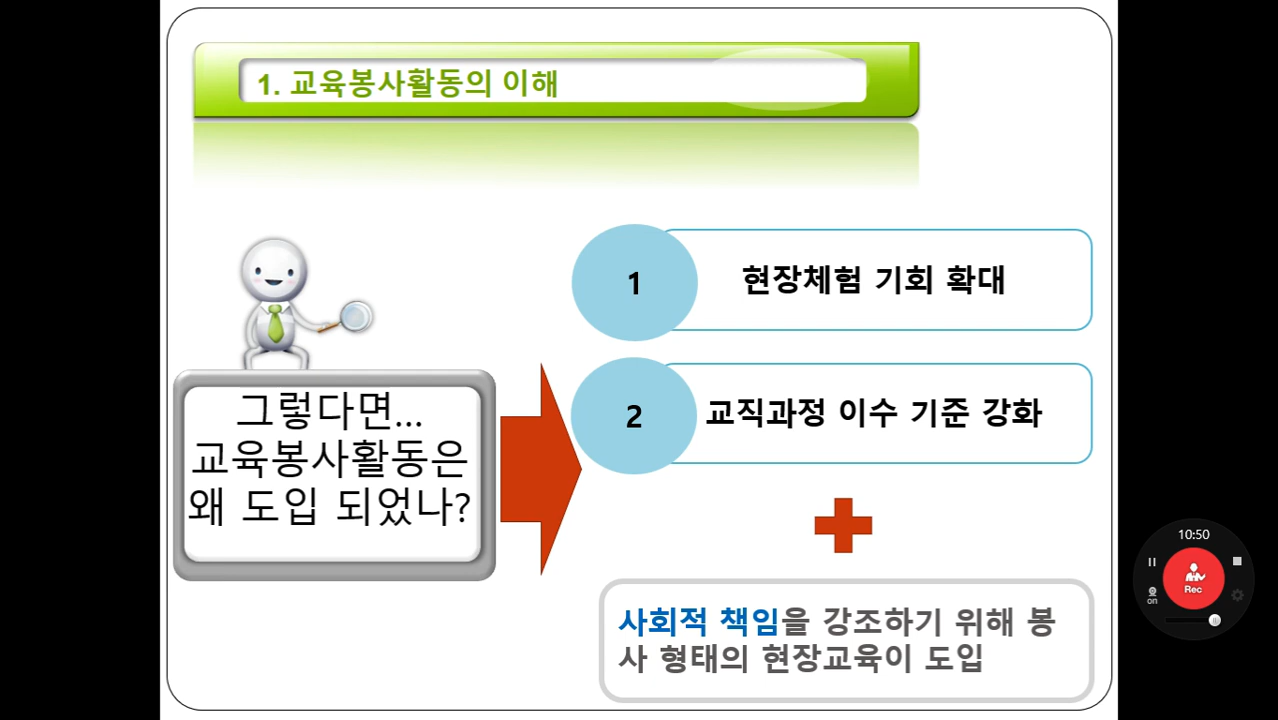 1. 교육봉사활동의 이해
그렇다면...
교육봉사활동은
왜 도입 되었나?
1
현장체험 기회 확대
2
교직과정 이수 기준 강화
사회적 책임을 강조하기 위해 봉
사 형태의 현장교육이 도입
10:50
Rec
on